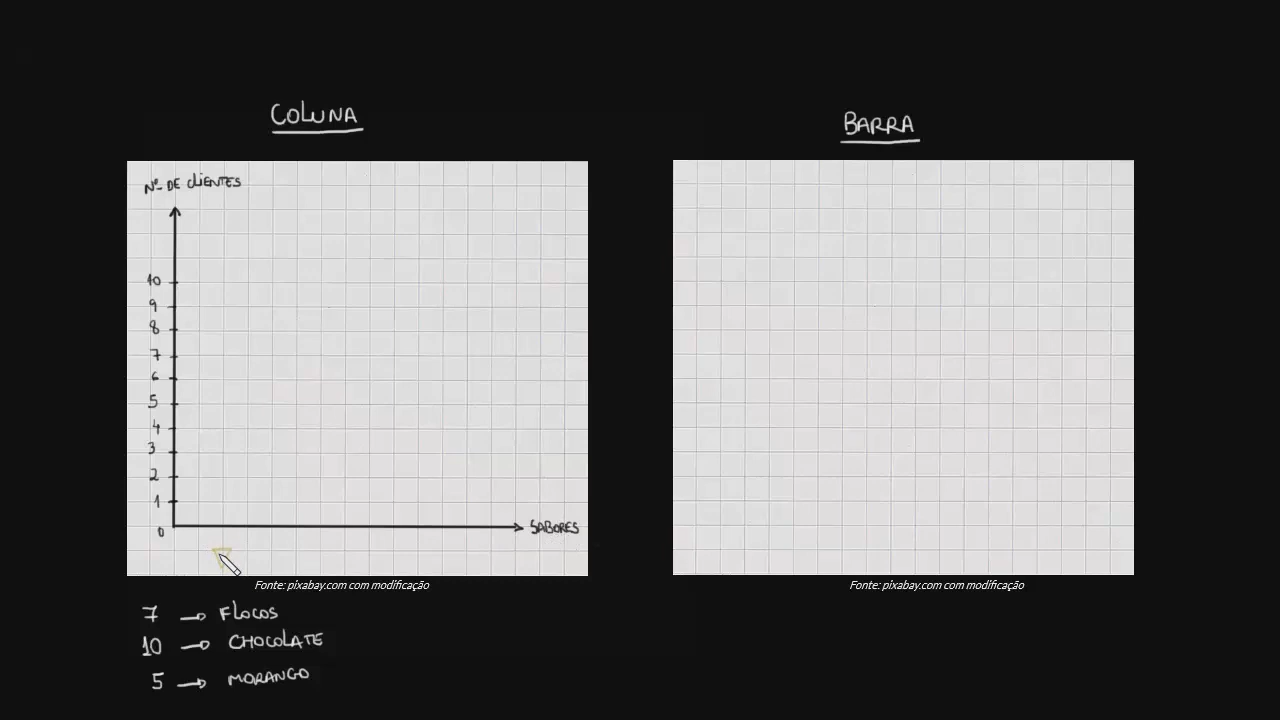 COLUNA
BARRA
Nº DE CLIENTES
10
9
8
7
6
5
4
3
2
1
0
SABORES
Fonte: pixabay.com com modificação
Fonte: pixabay.com com modificação
7 → FLOCOS
10 → CHOCOLATE
5 → MORANGO